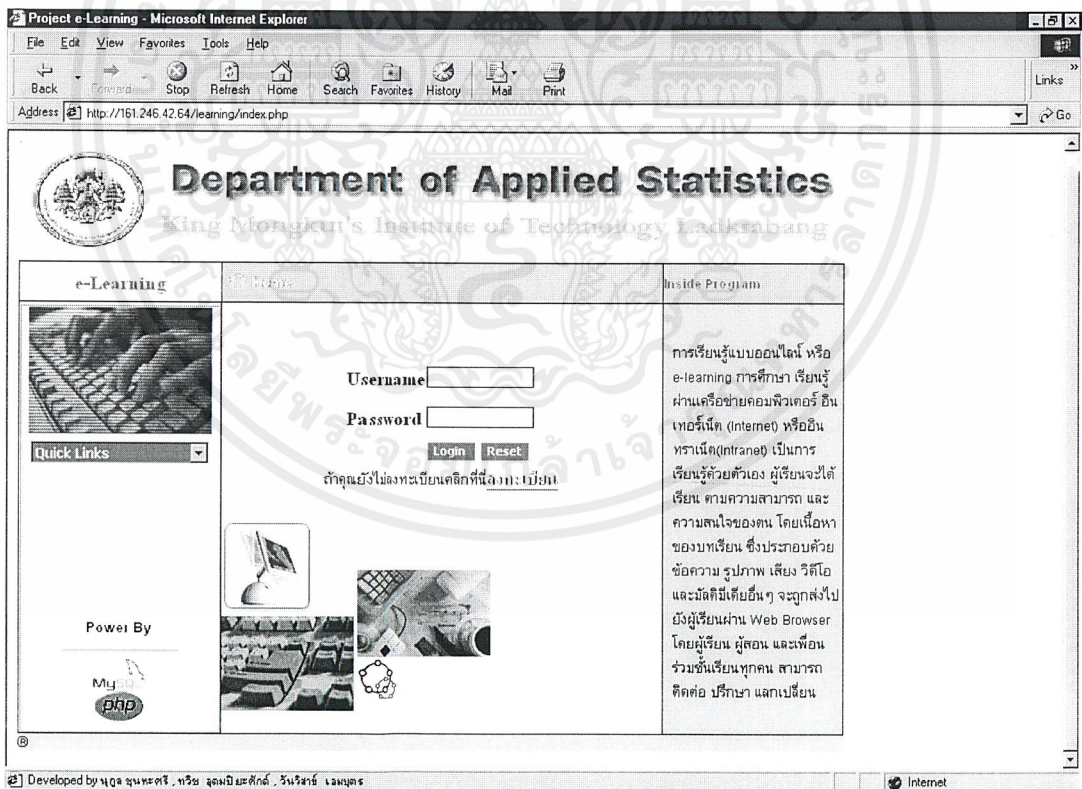 Project e-Learning - Microsoft Internet Explorer
File Edit View Favorites Tools Help
Back Forward Stop Refresh Home Search Favorites History Mail Print Links
Address http://161.246.42.64/learning/index.php Go
Department of Applied Statistics
King Mongkut's Institute of Technology Ladkrabang
e-Learning
Inside Program
Username
Password
Login Reset
ถ้าคุณยังไม่ลงทะเบียนคลิกที่นี่ลงทะเบียน
Quick Links
Power By
MySQL
php
การเรียนรู้แบบออนไลน์ หรือ
e-learning การศึกษา เรียนรู้
ผ่านเครือข่ายคอมพิวเตอร์ อิน
เทอร์เน็ต (Internet) หรืออิน
ทราเน็ต(Intranet) เป็นการ
เรียนรู้ด้วยตัวเอง ผู้เรียนจะได้
เรียน ตามความสามารถ และ
ความสนใจของตน โดยเนื้อหา
ของบทเรียน ซึ่งประกอบด้วย
ข้อความ รูปภาพ เสียง วิดีโอ
และมัลติมีเดียอื่นๆ จะถูกส่งไป
ยังผู้เรียนผ่าน Web Browser
โดยผู้เรียน ผู้สอน และเพื่อน
ร่วมชั้นเรียนทุกคน สามารถ
ติดต่อ ปรึกษา แลกเปลี่ยน
®
Developed by
Internet